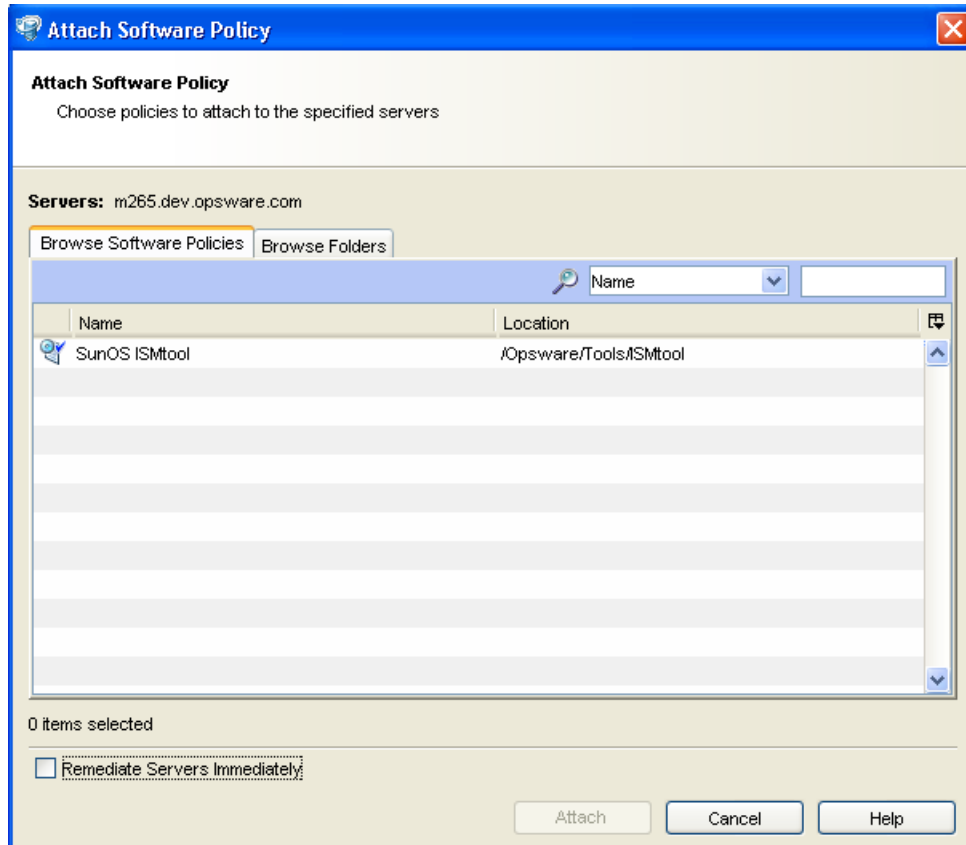 Attach Software Policy
Attach Software Policy
Choose policies to attach to the specified servers
Servers: m265.dev.opsware.com
Browse Software Policies Browse Folders
Name
Name Location
SunOS ISMtool /Opsware/Tools/ISMtool
0 items selected
Remediate Servers Immediately
Attach Cancel Help